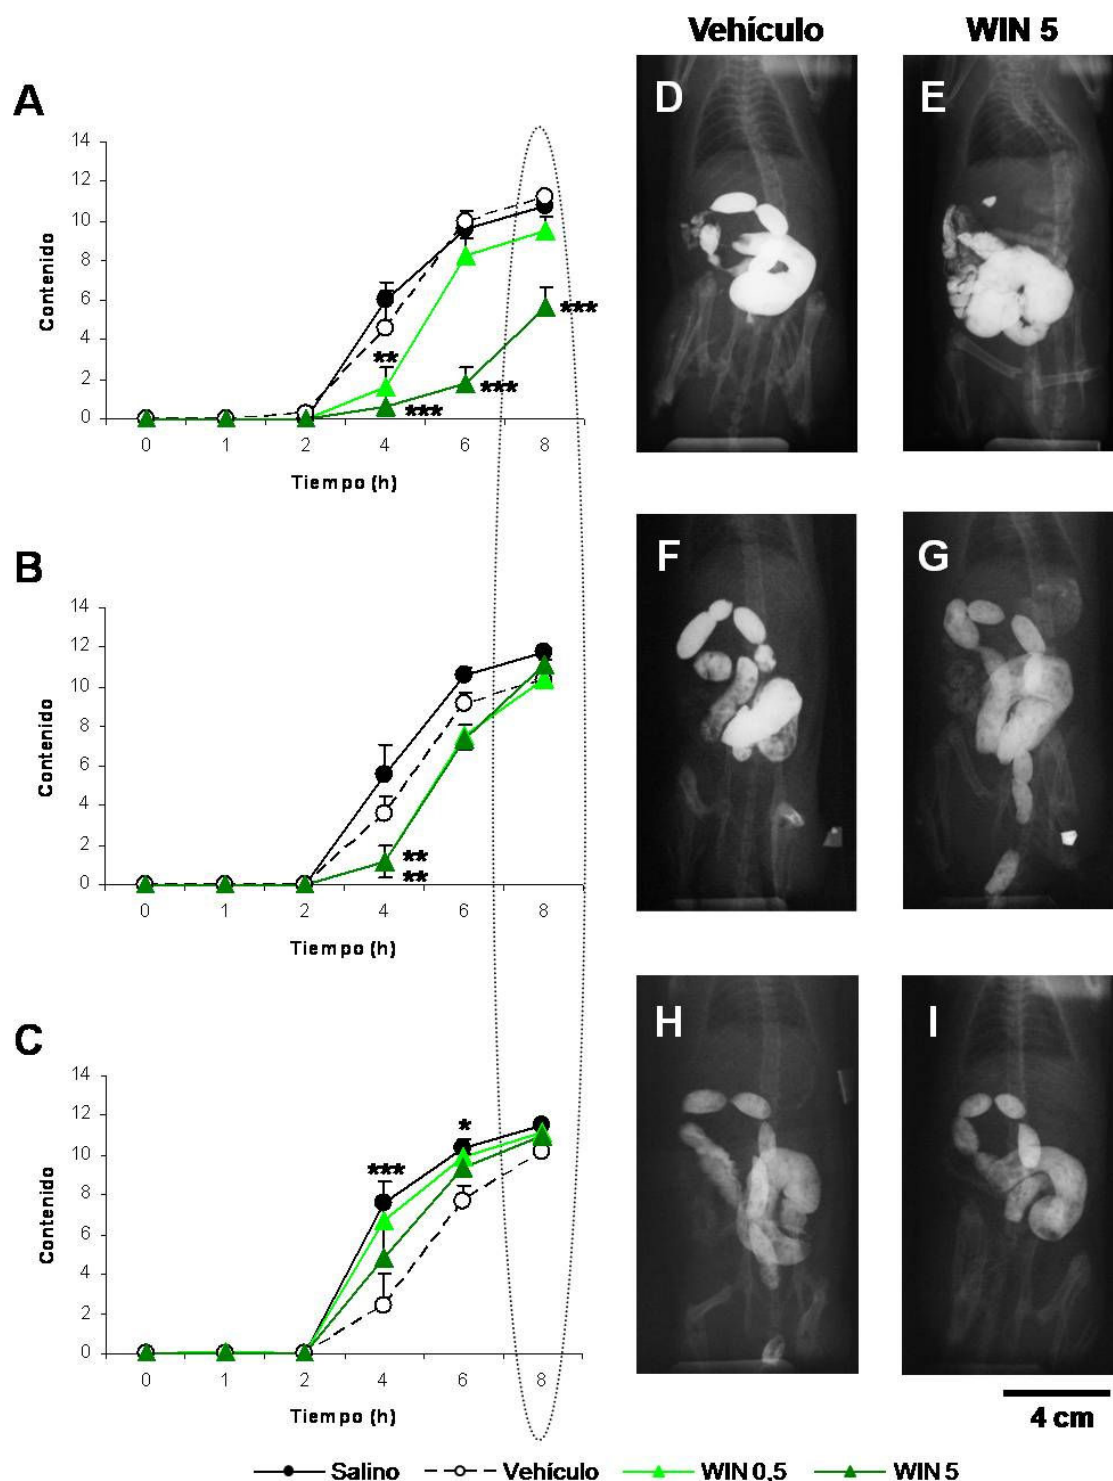 Vehículo WIN 5
A
D
E
14
12
10
8
6
4
2
0
Contenido
**
***
***
***
0 1 2 4 6 8
Tiempo (h)
B
F
G
14
12
10
8
6
4
2
0
Contenido
**
**
0 1 2 4 6 8
Tiempo (h)
C
H
I
14
12
10
8
6
4
2
0
Contenido
***
*
0 1 2 4 6 8
Tiempo (h)
4 cm
Salino Vehículo WIN 0,5 WIN 5